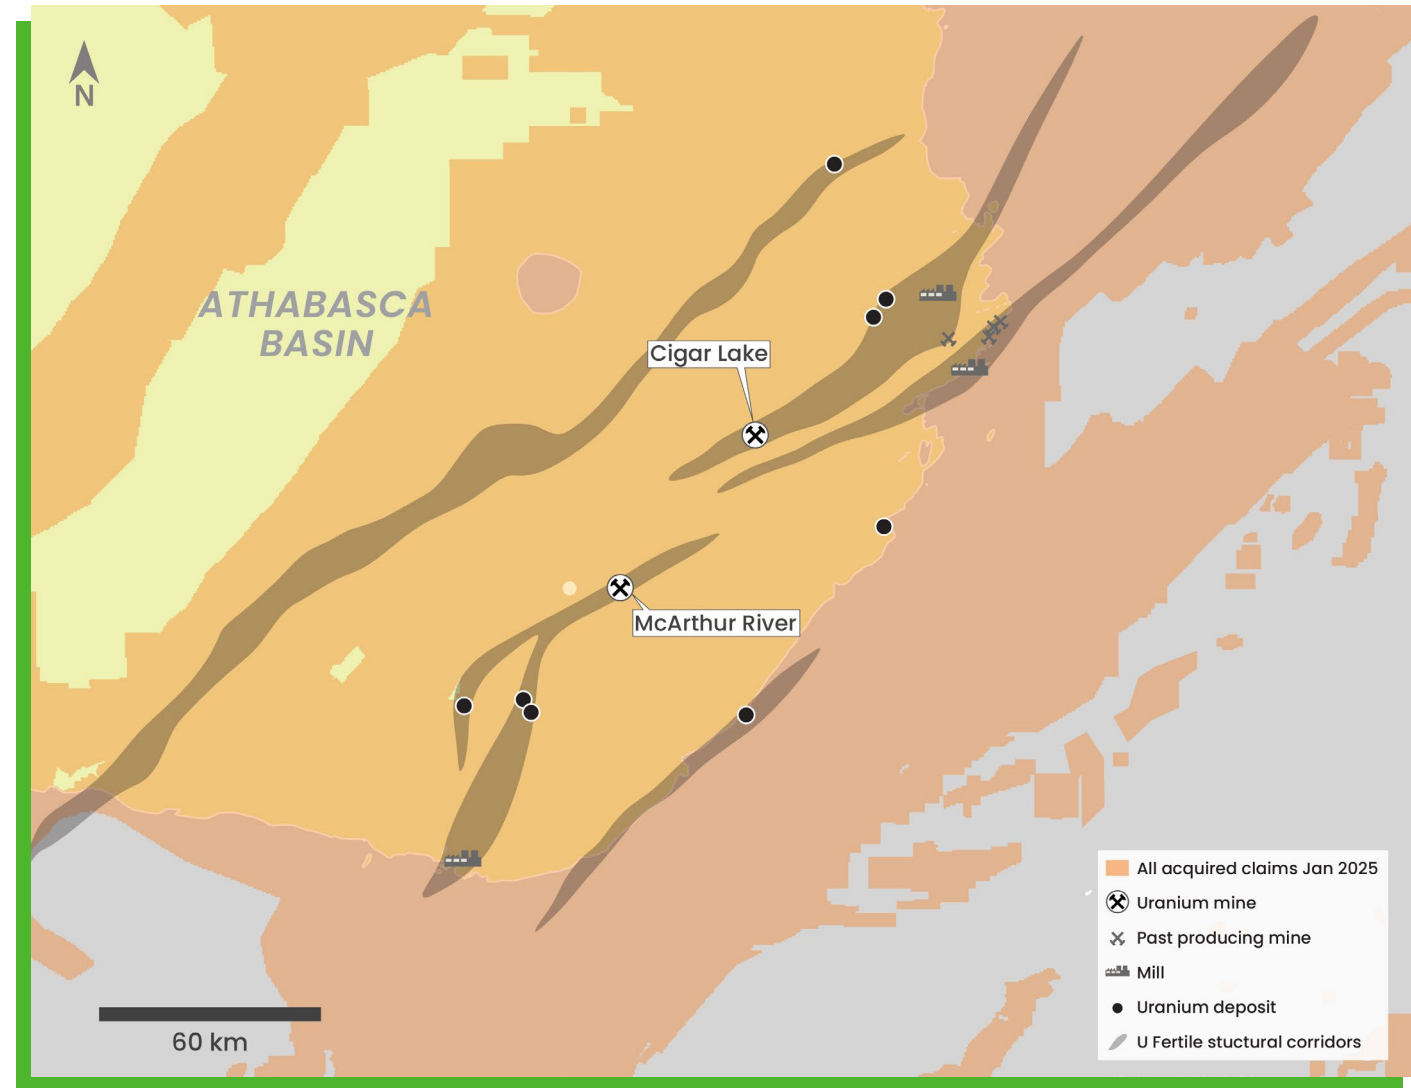 N
ATHABASCA
BASIN
Cigar Lake
McArthur River
All acquired claims Jan 2025
Uranium mine
Past producing mine
Mill
Uranium deposit
U Fertile stuctural corridors
60 km